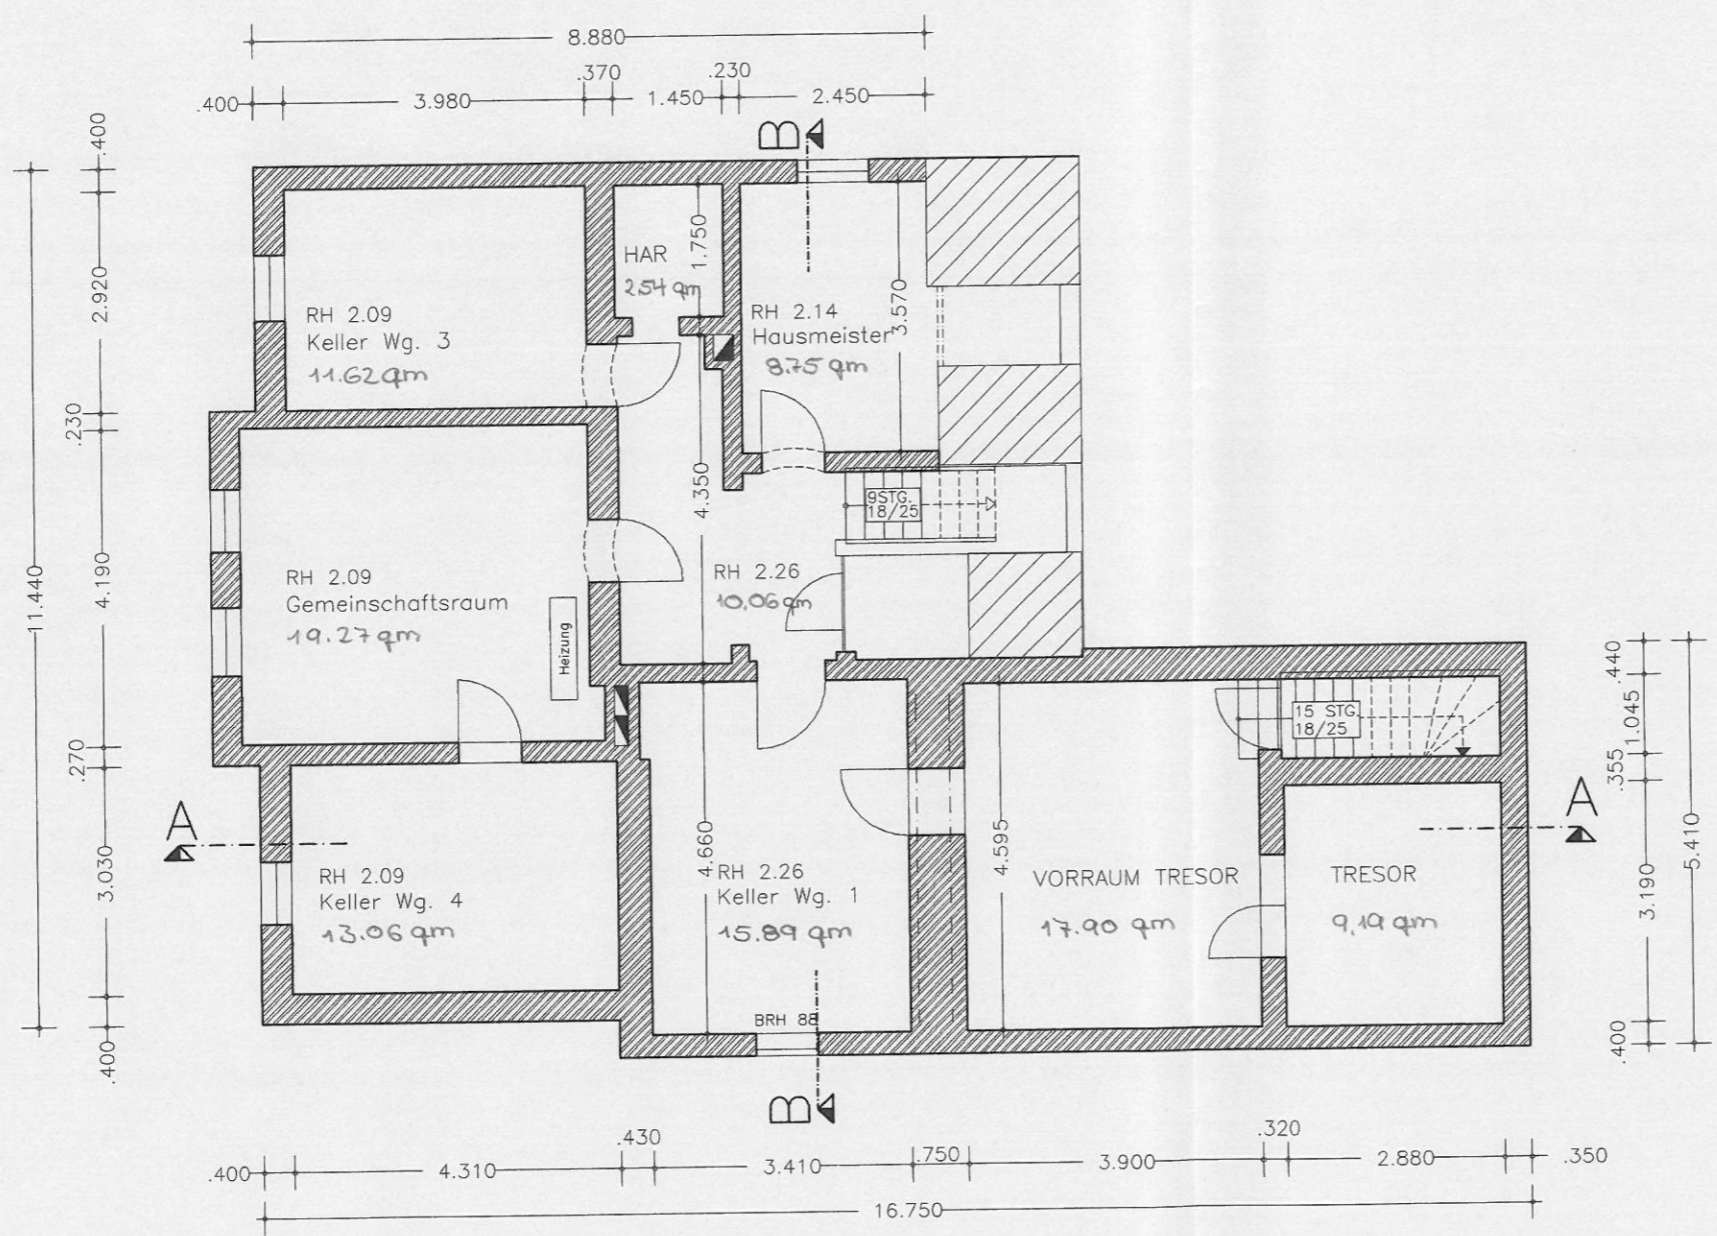 8.880
.400
3.980
.370
1.450
.230
2.450
B
.400
2.920
.230
11.440
4.190
.270
3.030
.400
HAR
2.54 qm
1.750
RH 2.09
Keller Wg. 3
11.62 qm
RH 2.14
Hausmeister
8.75 qm
3.570
4.350
9STG.
18/25
RH 2.09
Gemeinschaftsraum
19.27 qm
Heizung
RH 2.26
10,06 qm
15 STG.
18/25
.440
1.045
.355
3.190
5.410
.400
A
A
RH 2.09
Keller Wg. 4
13.06 qm
4.660
RH 2.26
Keller Wg. 1
15.89 qm
BRH 88
4.595
VORRAUM TRESOR
17.90 qm
TRESOR
9,19 qm
B
.400
4.310
.430
3.410
.750
3.900
.320
2.880
.350
16.750